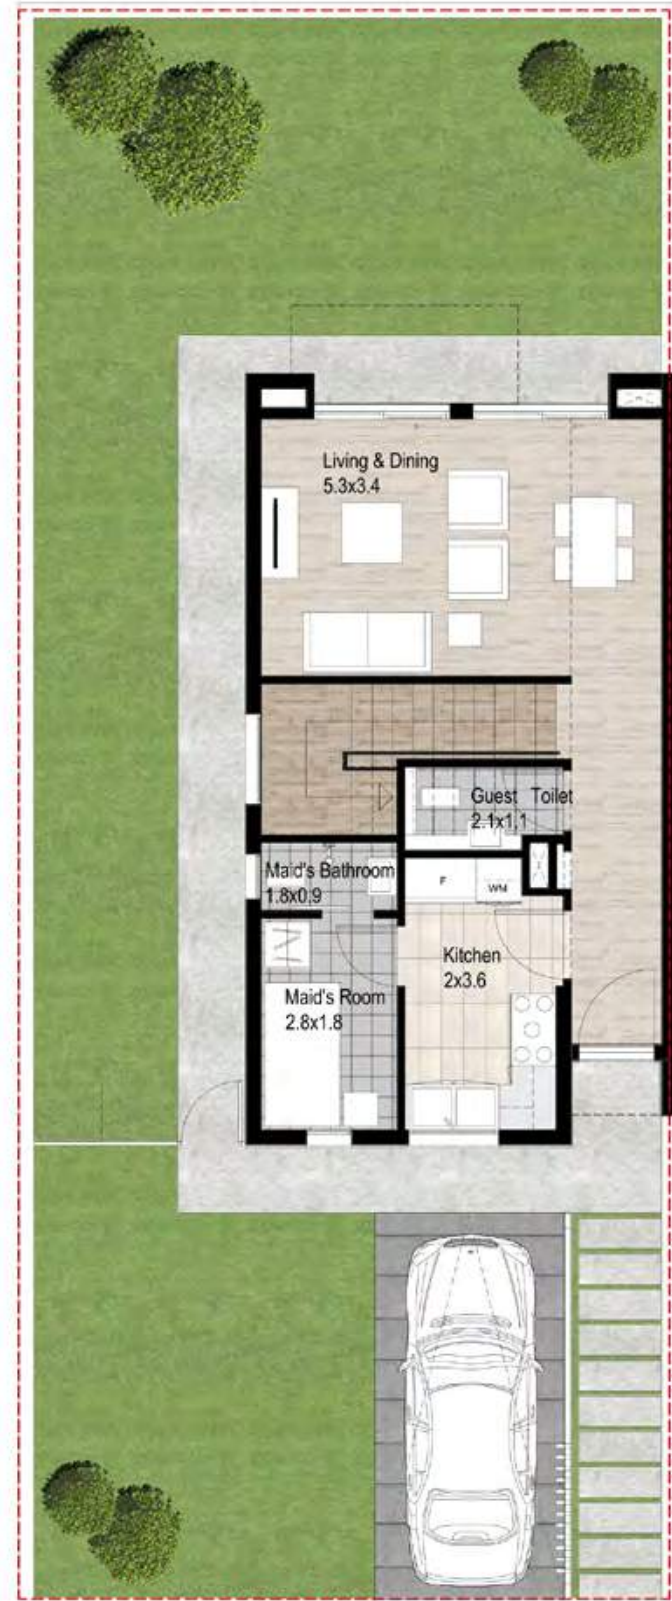 Living & Dining
5.3x3.4
Guest Toilet
2.1x1,1
Maid's Bathroom
1.8x0,9
F
WM
Kitchen
2x3.6
Maid's Room
2.8x1.8